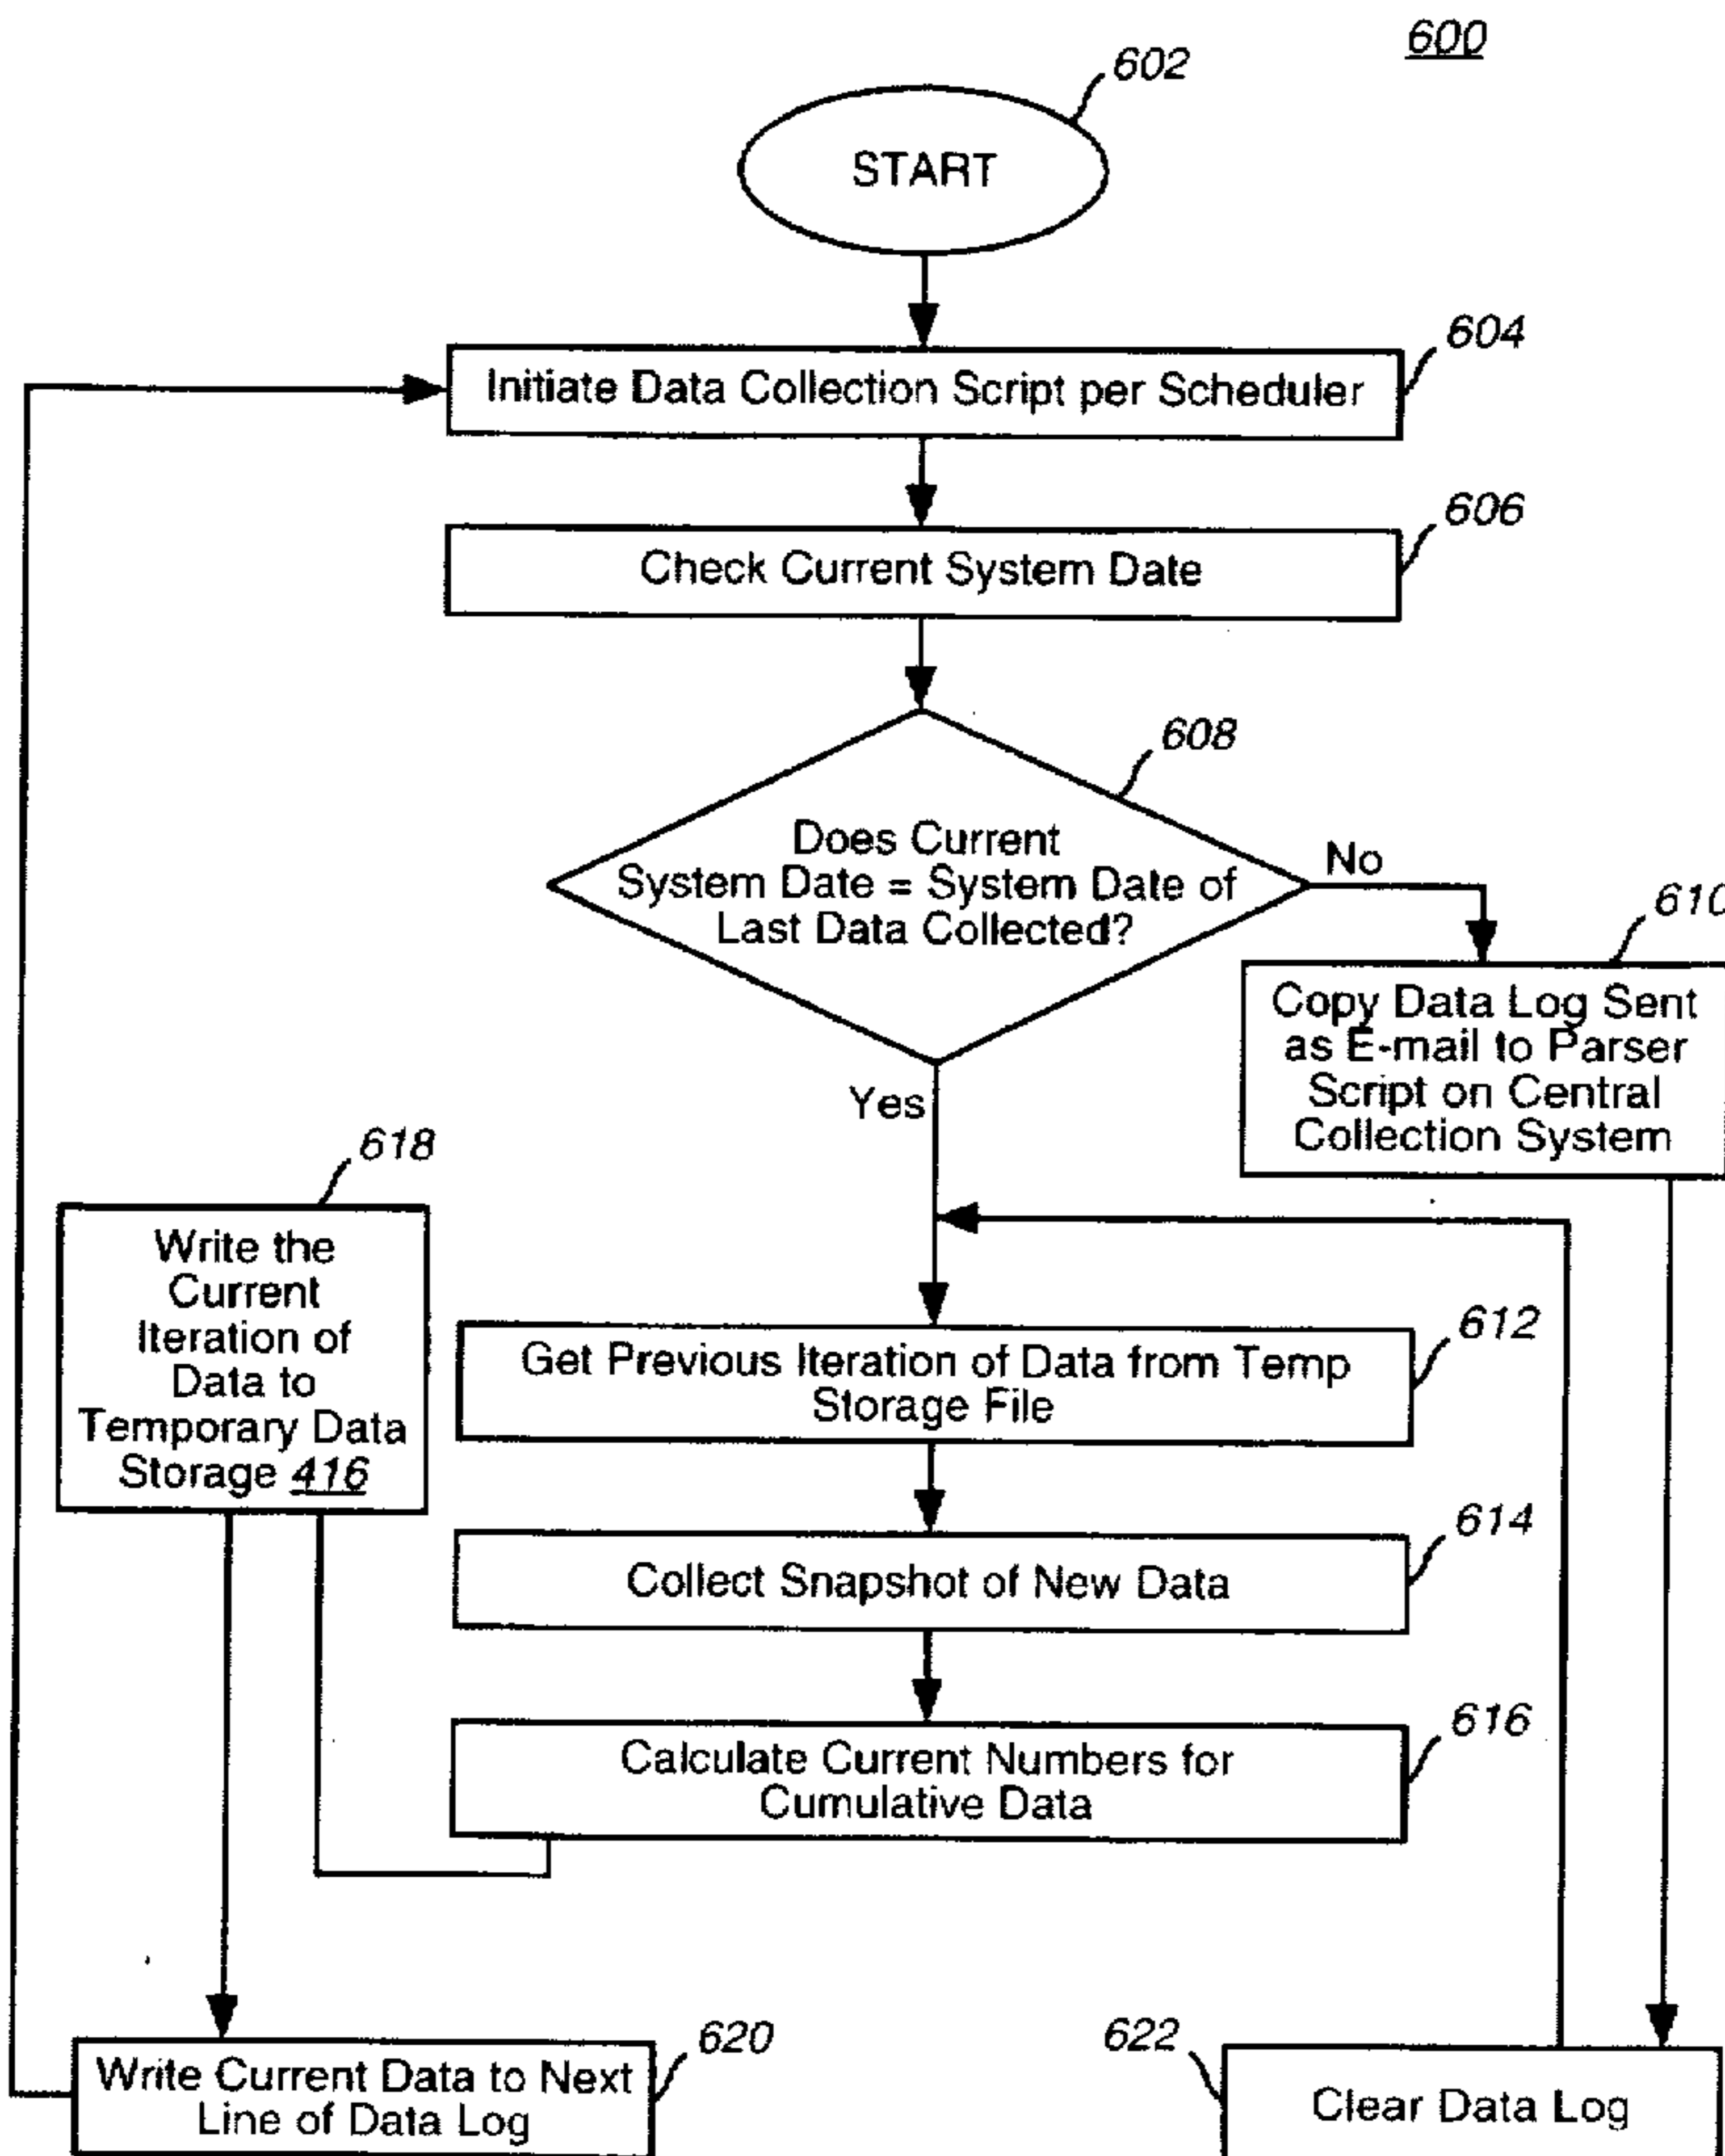 600
602
START
604
Initiate Data Collection Script per Scheduler
606
Check Current System Date
608
Does Current
System Date = System Date of
Last Data Collected?
No
610
Copy Data Log Sent
as E-mail to Parser
Script on Central
Collection System
Yes
618
Write the
Current
Iteration of
Data to
Temporary Data
Storage 416
612
Get Previous Iteration of Data from Temp
Storage File
614
Collect Snapshot of New Data
616
Calculate Current Numbers for
Cumulative Data
620
Write Current Data to Next
Line of Data Log
622
Clear Data Log